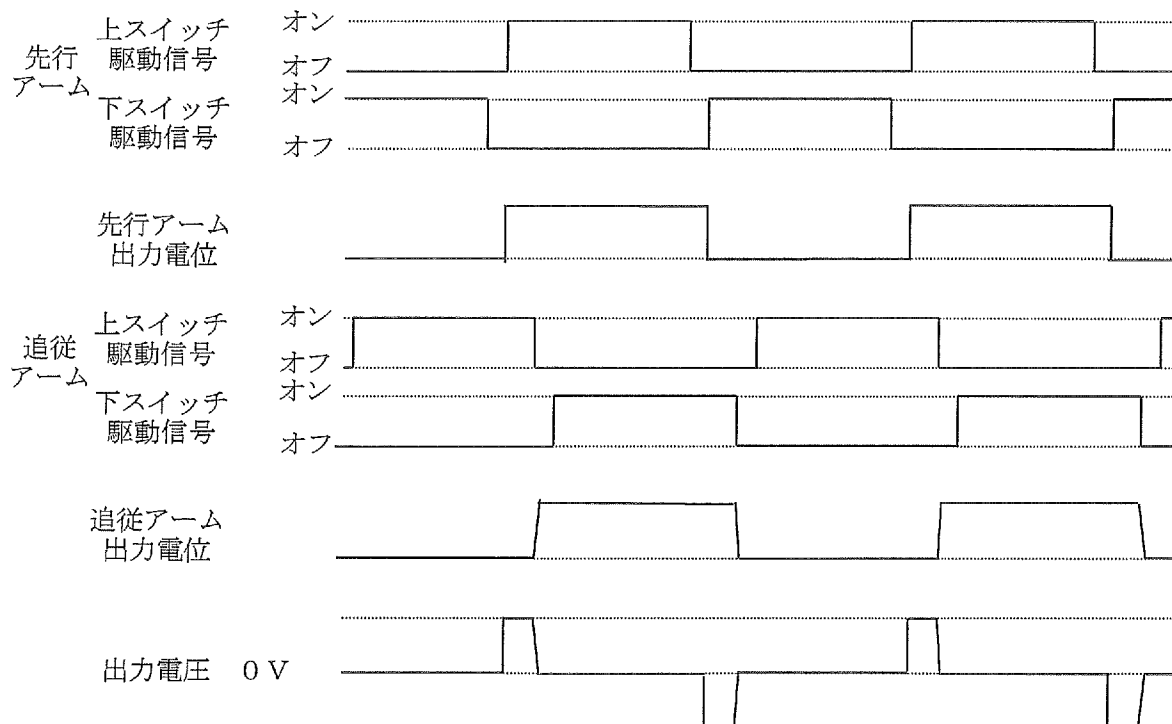 先行
アーム
上スイッチ
駆動信号
オン
オフ
下スイッチ
駆動信号
オン
オフ
先行アーム
出力電位
追従
アーム
上スイッチ
駆動信号
オン
オフ
下スイッチ
駆動信号
オン
オフ
追従アーム
出力電位
出力電圧 0V